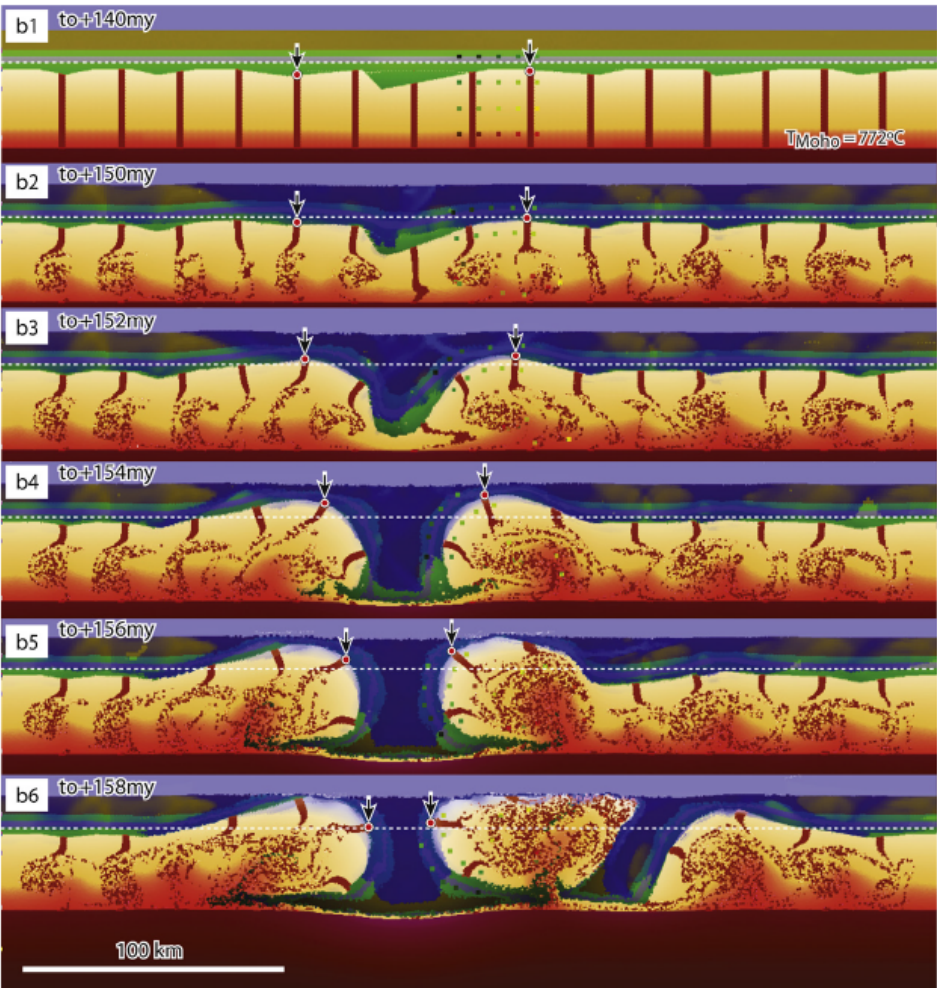 b1 to+140my
TMoho = 772ºC
b2 to+150my
b3 to+152my
b4 to+154my
b5 to+156my
b6 to+158my
100 km